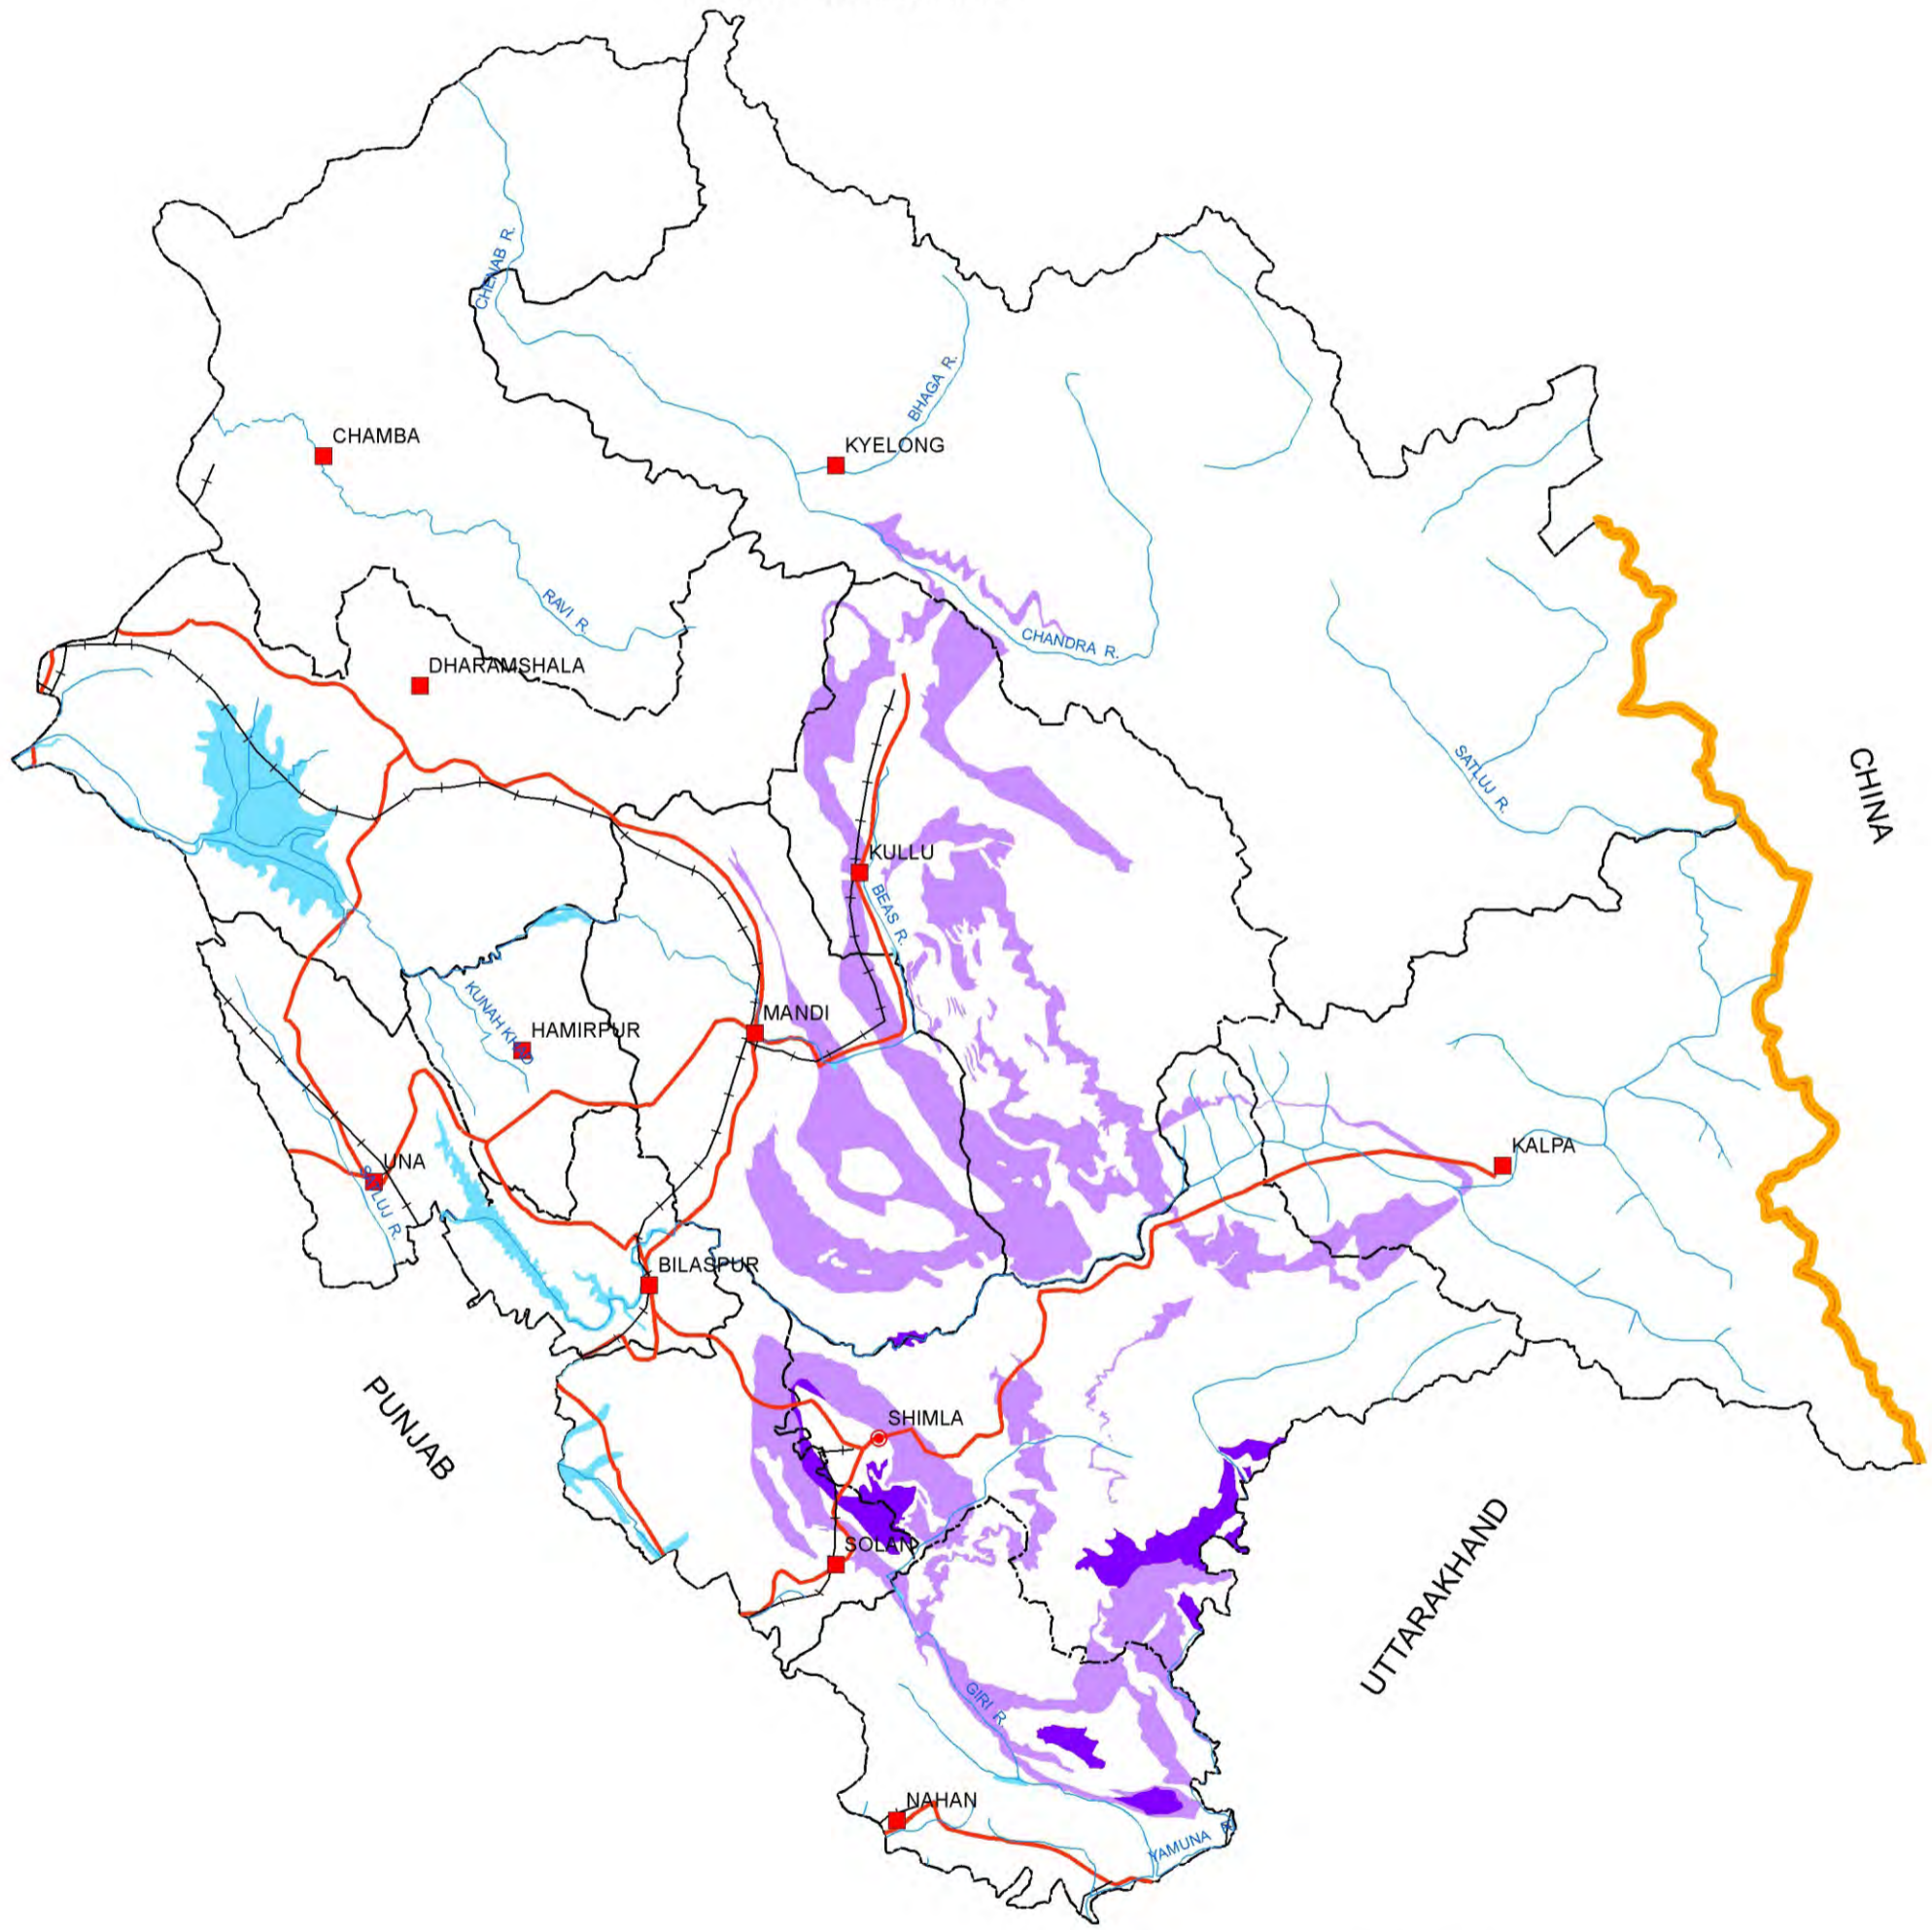 CHENAB R.
BHAGA R.
CHAMBA
KYELONG
RAVI R.
CHANDRA R.
DHARAMSHALA
SATLUJ R.
CHINA
KULLU
BEAS R.
KUNAH KHAD
HAMIRPUR
MANDI
KALPA
UNA
SATLUJ R.
BILASPUR
PUNJAB
SHIMLA
SOLAN
UTTARAKHAND
GIRI R.
NAHAN
YAMUNA R.